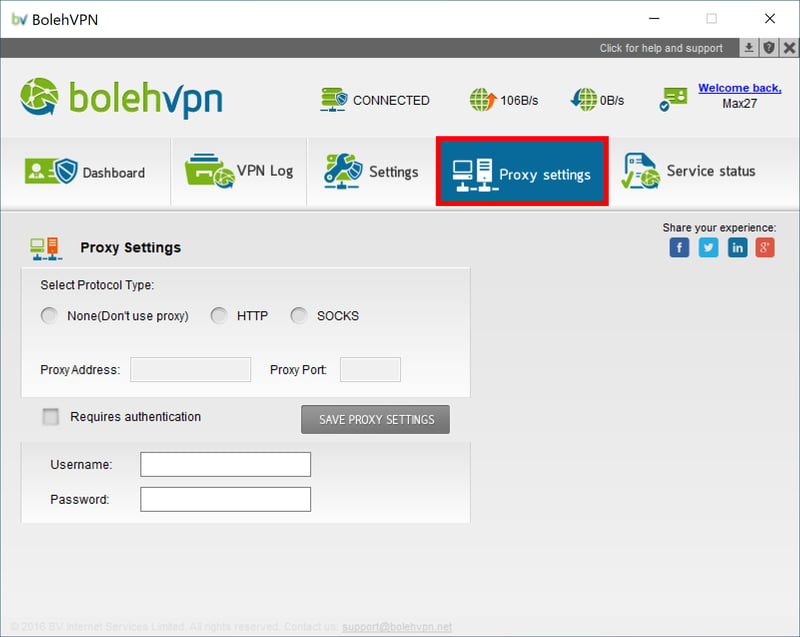 bv BolehVPN
Click for help and support
bolehvpn
CONNECTED
106B/s
0B/s
Welcome back,
Max27
Dashboard
VPN Log
Settings
Proxy settings
Service status
Share your experience:
f
in
g+
Proxy Settings
Select Protocol Type:
None(Don't use proxy)
HTTP
SOCKS
Proxy Address:
Proxy Port:
Requires authentication
SAVE PROXY SETTINGS
Username:
Password:
© 2016 BV Internet Services Limited. All rights reserved. Contact us: support@bolehvpn.net